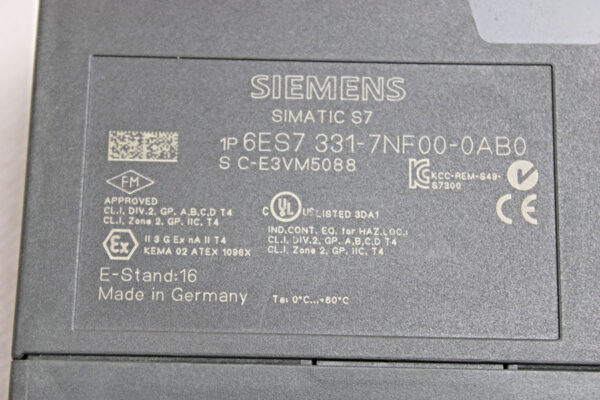 SIEMENS
SIMATIC S7
1P 6ES7 331-7NF00-0AB0
S C-E3VM5088
KCC-REM-S49-
S7300
FM
APPROVED
CL.I, DIV.2, GP. A,B,C,D T4
CL.I, Zone 2, GP. IIC, T4
C UL US LISTED 3DA1
IND.CONT. EQ. for HAZ.LOC.
CL.I, DIV.2, GP. A,B,C,D T4
CL.I, Zone 2, GP. IIC, T4
CE
Ex II 3 G Ex nA II T4
KEMA 02 ATEX 1096X
E-Stand:16
Made in Germany
Ta: 0°C...+60°C